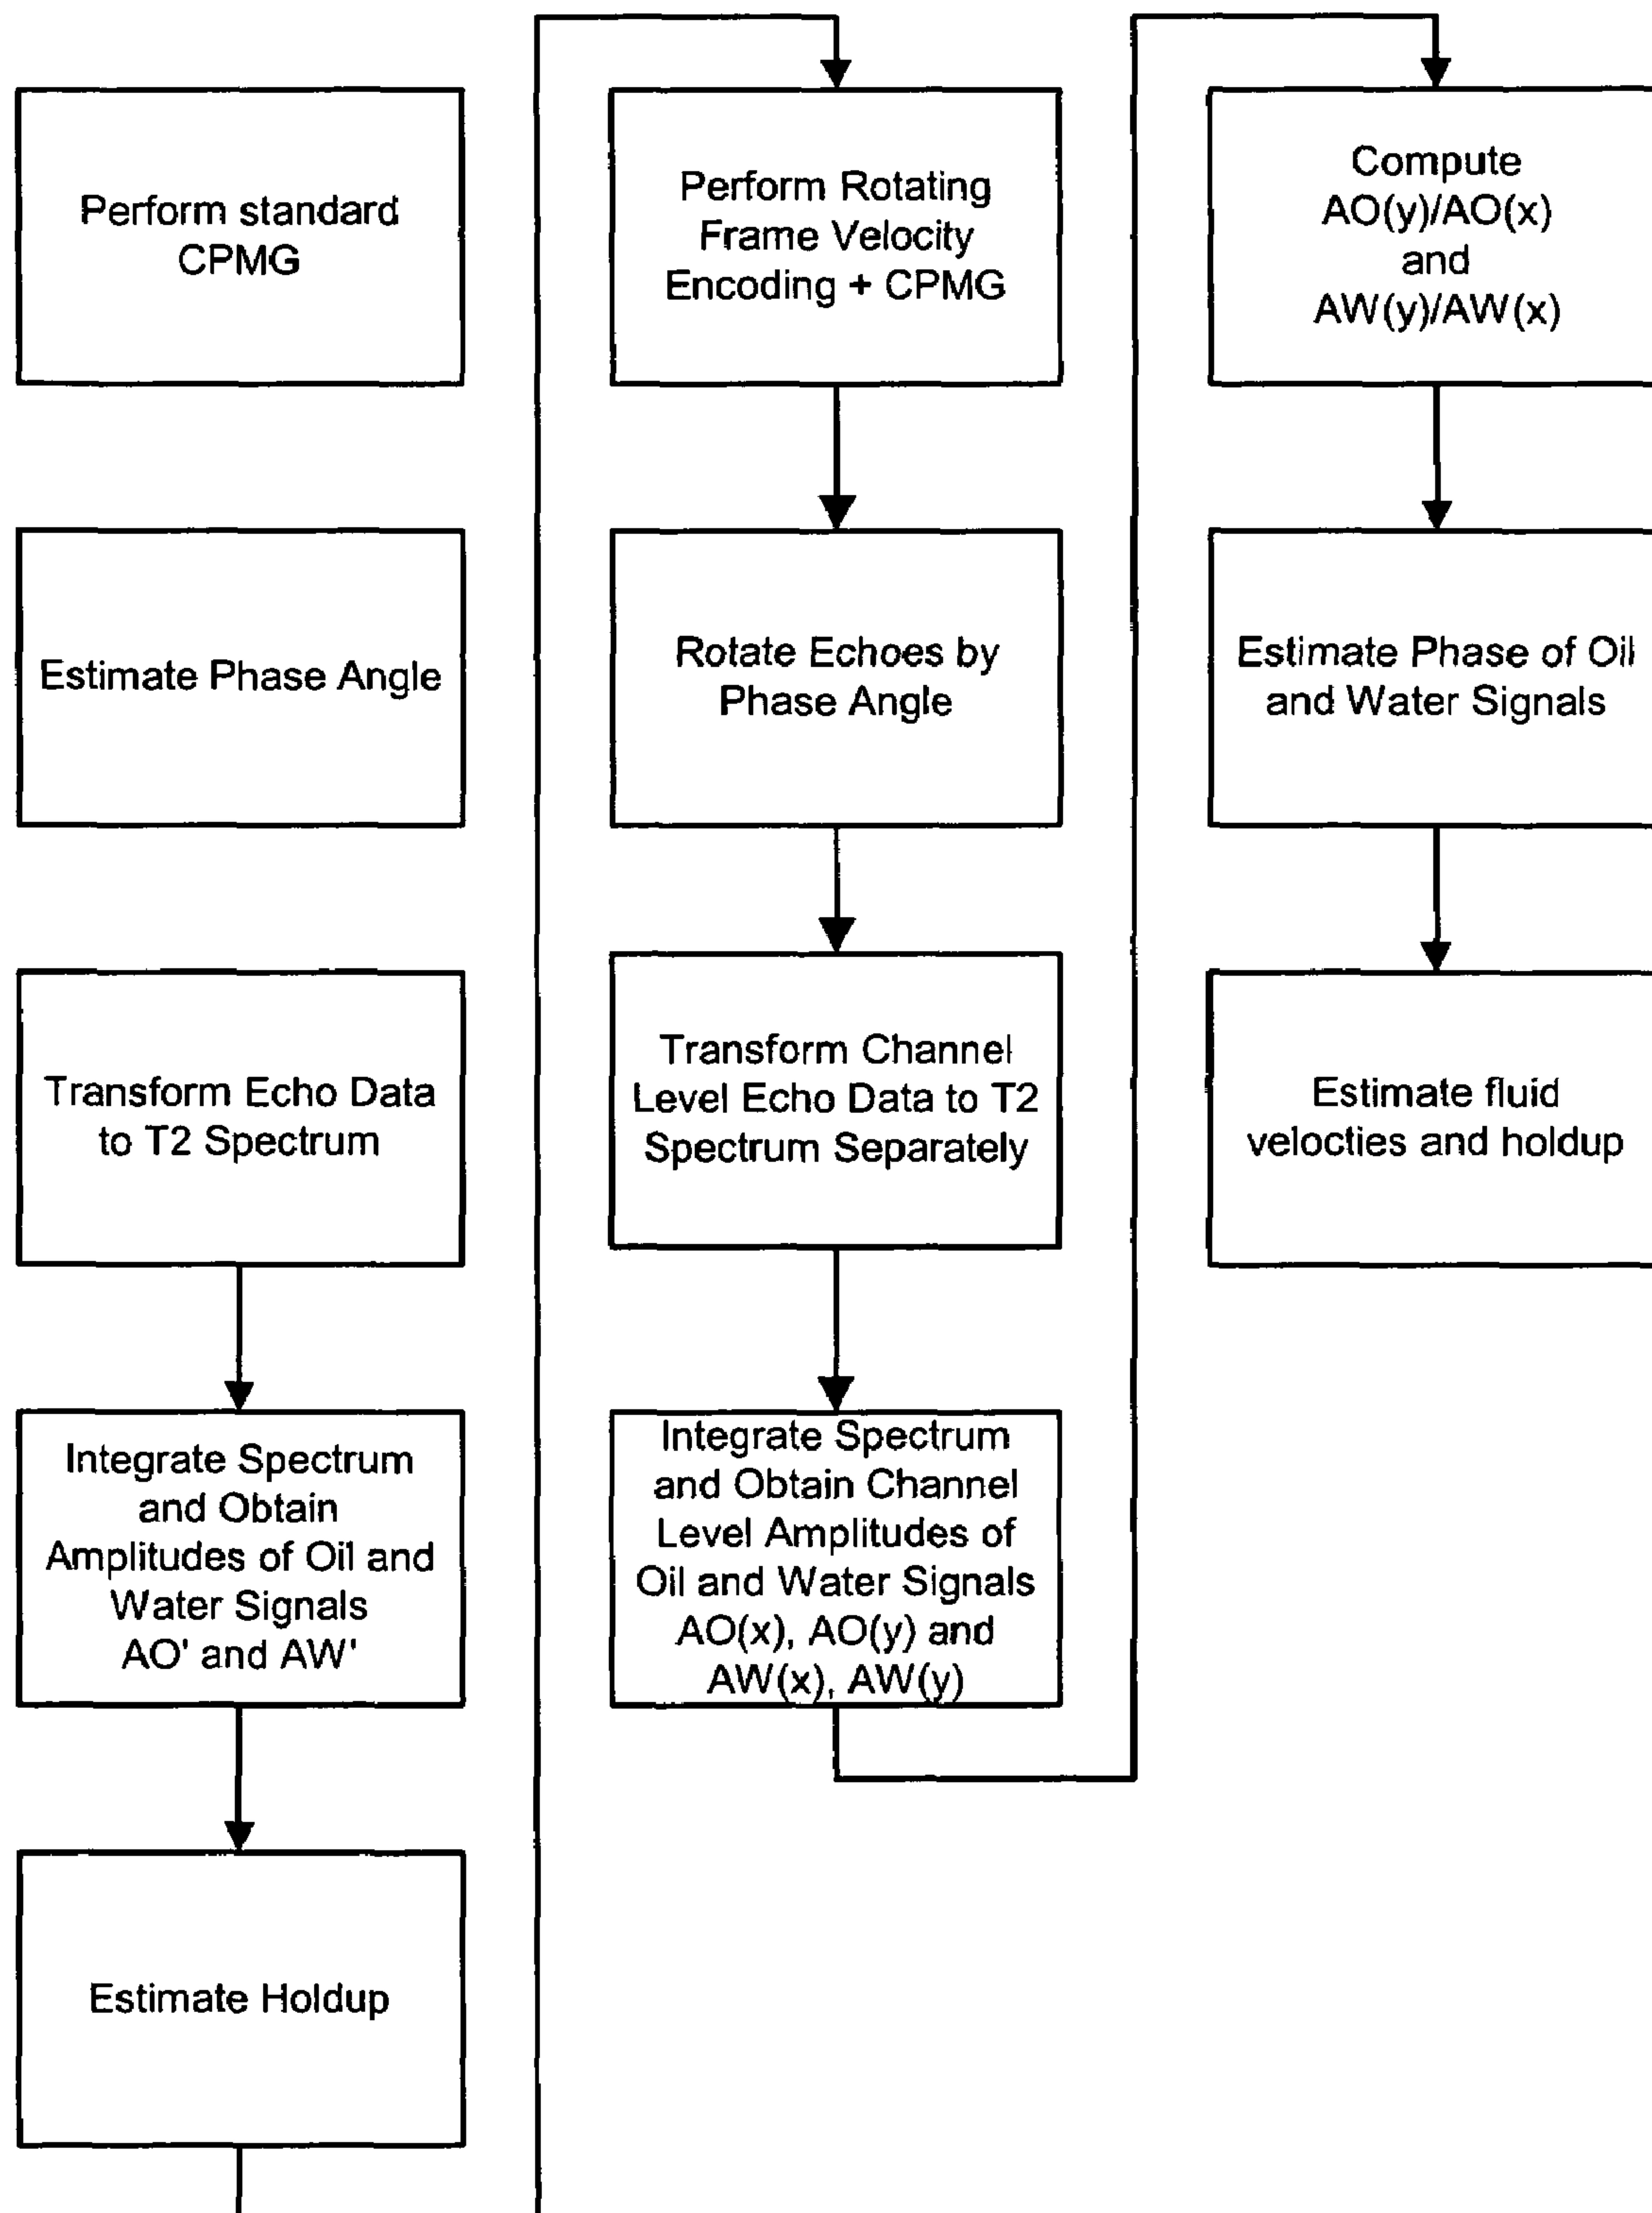 Perform standard
CPMG
Estimate Phase Angle
Transform Echo Data
to T2 Spectrum
Integrate Spectrum
and Obtain
Amplitudes of Oil and
Water Signals
AO' and AW'
Estimate Holdup
Perform Rotating
Frame Velocity
Encoding + CPMG
Rotate Echoes by
Phase Angle
Transform Channel
Level Echo Data to T2
Spectrum Separately
Integrate Spectrum
and Obtain Channel
Level Amplitudes of
Oil and Water Signals
AO(x), AO(y) and
AW(x), AW(y)
Compute
AO(y)/AO(x)
and
AW(y)/AW(x)
Estimate Phase of Oil
and Water Signals
Estimate fluid
velocties and holdup